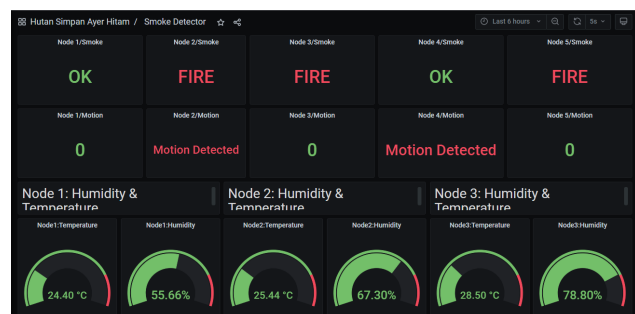 Hutan Simpan Ayer Hitam / Smoke Detector
Last 6 hours
5s
Node 1/Smoke
Node 2/Smoke
Node 3/Smoke
Node 4/Smoke
Node 5/Smoke
OK
FIRE
FIRE
OK
FIRE
Node 1/Motion
Node 2/Motion
Node 3/Motion
Node 4/Motion
Node 5/Motion
0
Motion Detected
0
Motion Detected
0
Node 1: Humidity &
Temperature
Node 2: Humidity &
Temperature
Node 3: Humidity &
Temperature
Node1:Temperature
Node1:Humidity
Node2:Temperature
Node2:Humidity
Node3:Temperature
Node3:Humidity
24.40 °C
55.66%
25.44 °C
67.30%
28.50 °C
78.80%